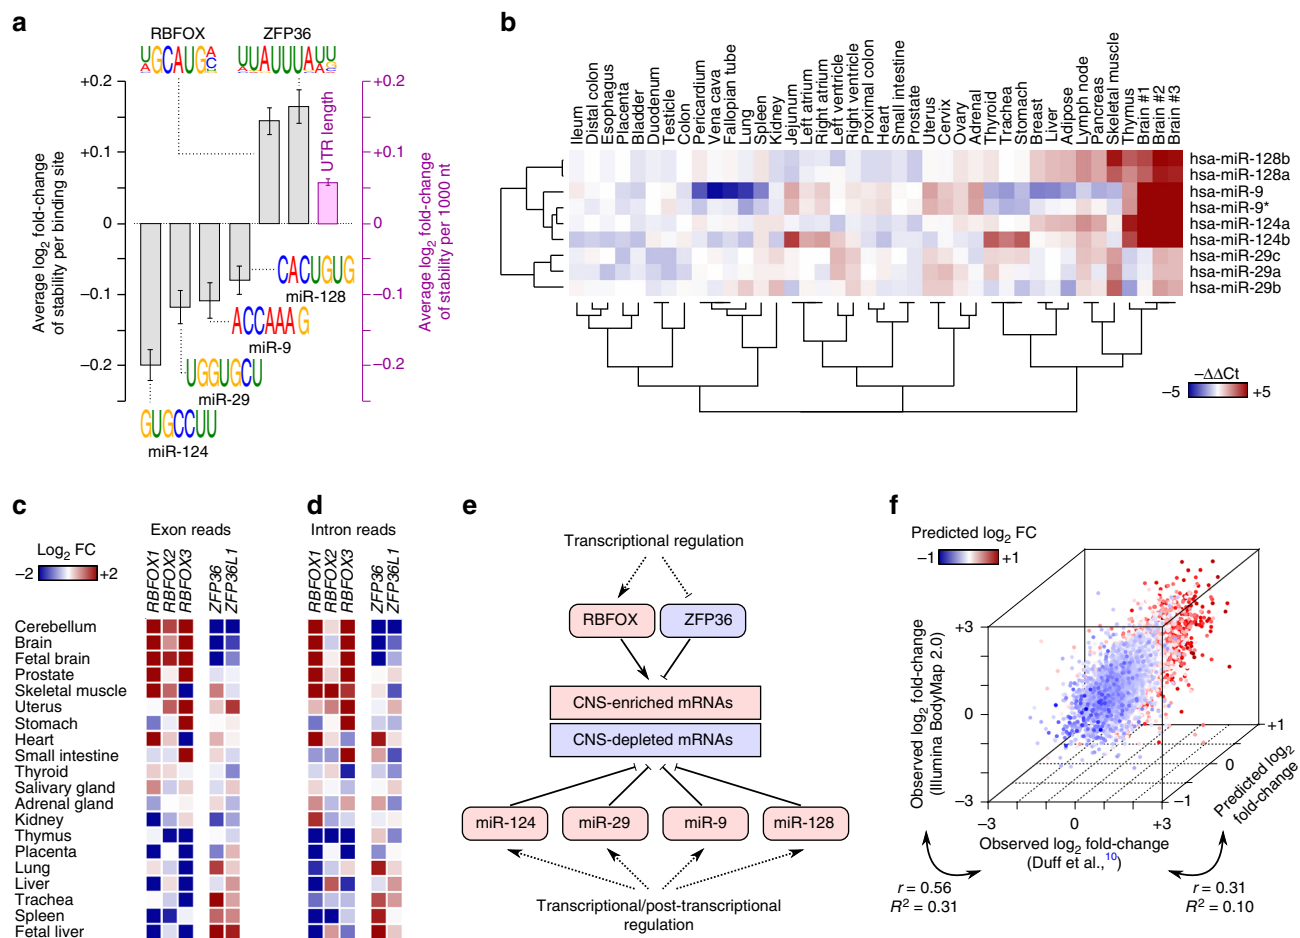 a
RBFOX
ZFP36
UGCAUGA
UUAUUUAUU
+0.2
+0.1
0
−0.1
−0.2
Average log2 fold-change
of stability per binding site
UTR length
+0.2
+0.1
0
−0.1
−0.2
Average log2 fold-change
of stability per 1000 nt
CACUGUG
miR-128
ACCAAAG
miR-9
UGGUGCU
miR-29
GUGCCUU
miR-124
b
Ileum
Distal colon
Esophagus
Placenta
Bladder
Duodenum
Testicle
Colon
Pericardium
Vena cava
Fallopian tube
Lung
Spleen
Kidney
Jejunum
Left atrium
Right atrium
Left ventricle
Right ventricle
Proximal colon
Heart
Small intestine
Prostate
Uterus
Cervix
Ovary
Adrenal
Thyroid
Trachea
Stomach
Breast
Liver
Adipose
Lymph node
Pancreas
Skeletal muscle
Thymus
Brain #1
Brain #2
Brain #3
hsa-miR-128b
hsa-miR-128a
hsa-miR-9
hsa-miR-9*
hsa-miR-124a
hsa-miR-124b
hsa-miR-29c
hsa-miR-29a
hsa-miR-29b
−ΔΔCt
−5
+5
c
Exon reads
Log2 FC
−2
+2
RBFOX1
RBFOX2
RBFOX3
ZFP36
ZFP36L1
Cerebellum
Brain
Fetal brain
Prostate
Skeletal muscle
Uterus
Stomach
Heart
Small intestine
Thyroid
Salivary gland
Adrenal gland
Kidney
Thymus
Placenta
Lung
Liver
Trachea
Spleen
Fetal liver
d
Intron reads
RBFOX1
RBFOX2
RBFOX3
ZFP36
ZFP36L1
e
Transcriptional regulation
RBFOX
ZFP36
CNS-enriched mRNAs
CNS-depleted mRNAs
miR-124
miR-29
miR-9
miR-128
Transcriptional/post-transcriptional
regulation
f
Predicted log2 FC
−1
+1
Observed log2 fold-change
(Illumina BodyMap 2.0)
+3
0
−3
−3
0
+3
Observed log2 fold-change
(Duff et al.,10)
+1
0
−1
Predicted log2
fold-change
r = 0.56
R2 = 0.31
r = 0.31
R2 = 0.10